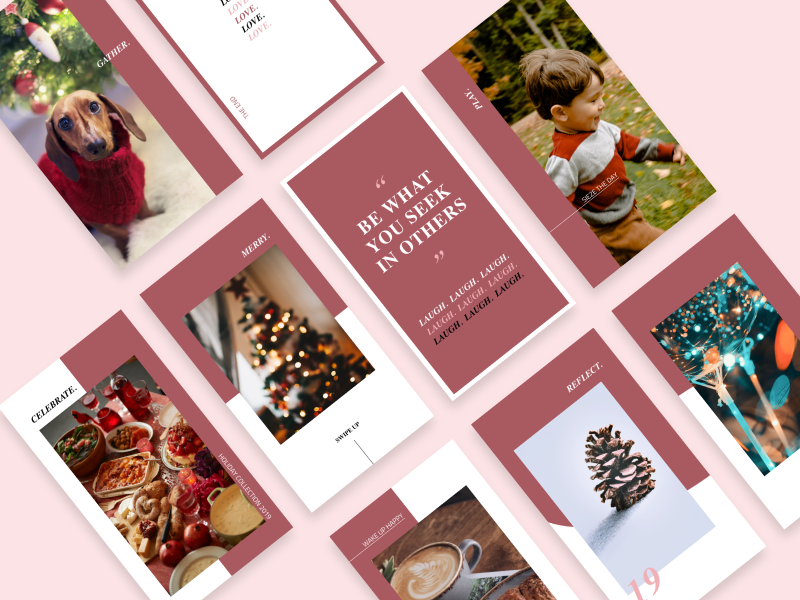 GATHER.
LOVE.
LOVE.
LOVE.
LOVE.
THE END
PLAY.
SIEZE THE DAY
“
BE WHAT
YOU SEEK
IN OTHERS
”
LAUGH. LAUGH. LAUGH.
LAUGH. LAUGH. LAUGH.
LAUGH. LAUGH. LAUGH.
MERRY.
SWIPE UP
CELEBRATE.
HOLIDAY COLLECTION 2019
REFLECT.
19
WAKE UP HAPPY